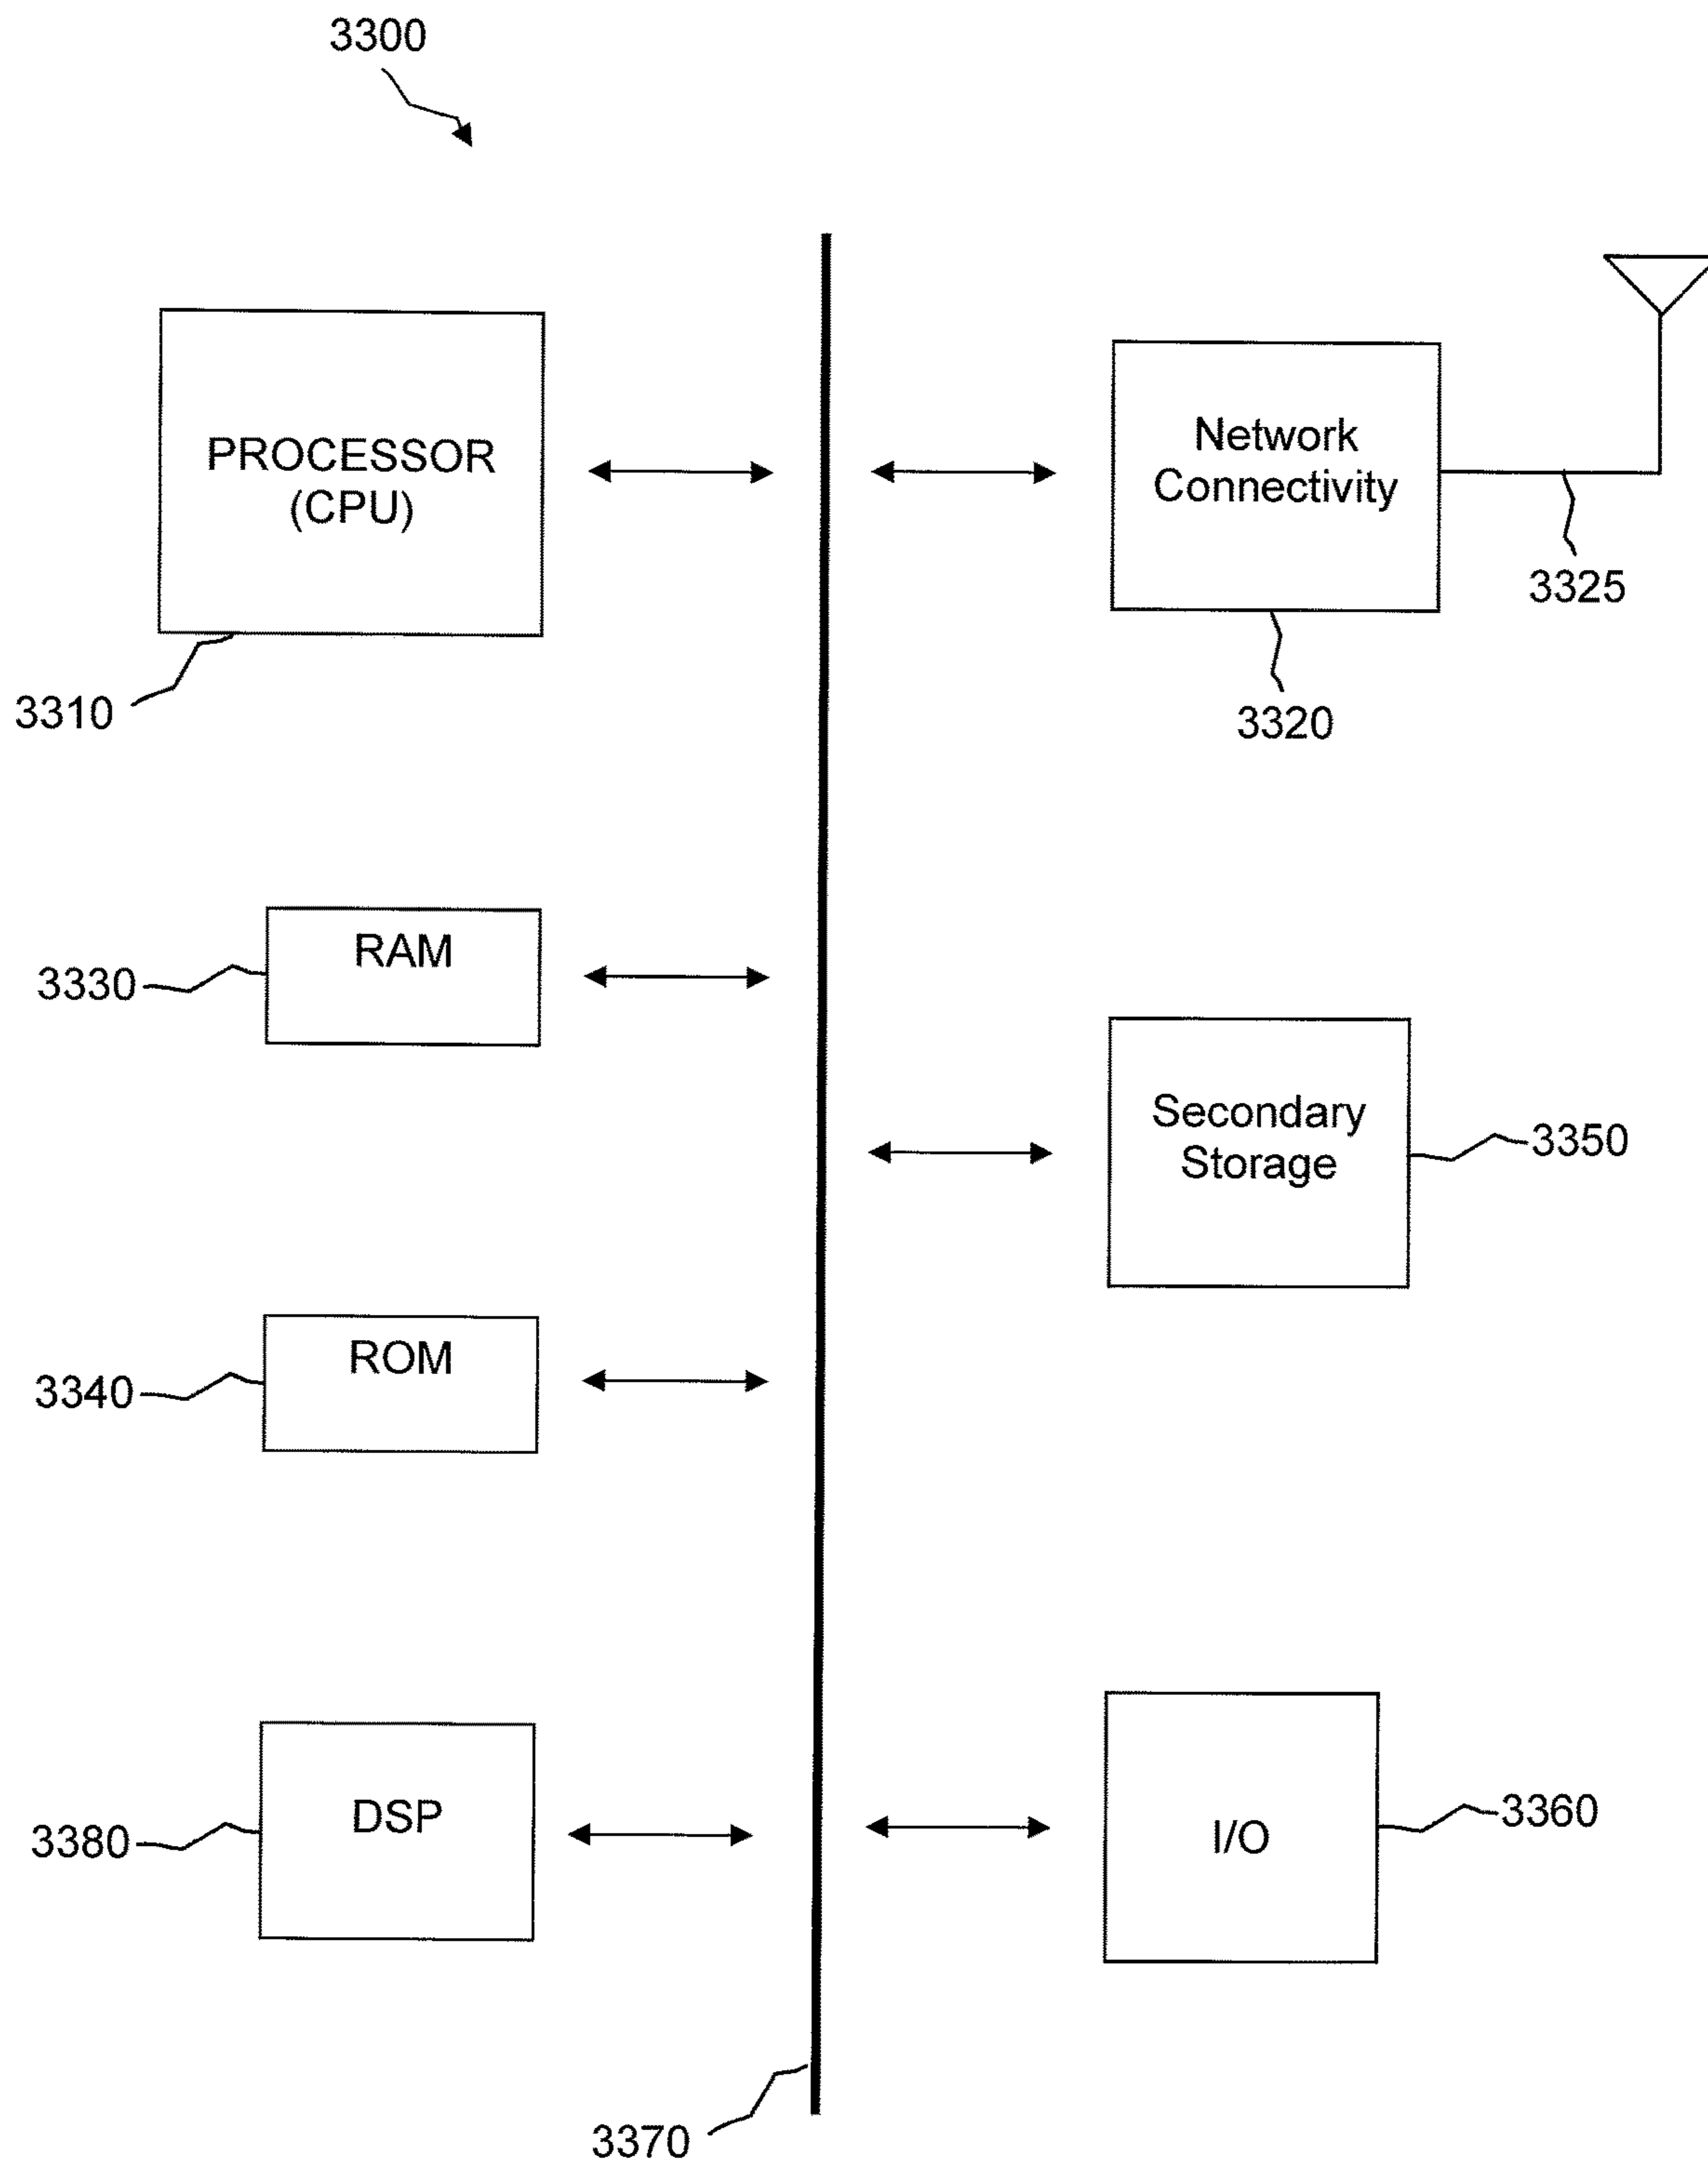 3300
PROCESSOR
(CPU)
3310
Network
Connectivity
3325
3320
RAM
3330
Secondary
Storage
3350
ROM
3340
DSP
3380
I/O
3360
3370